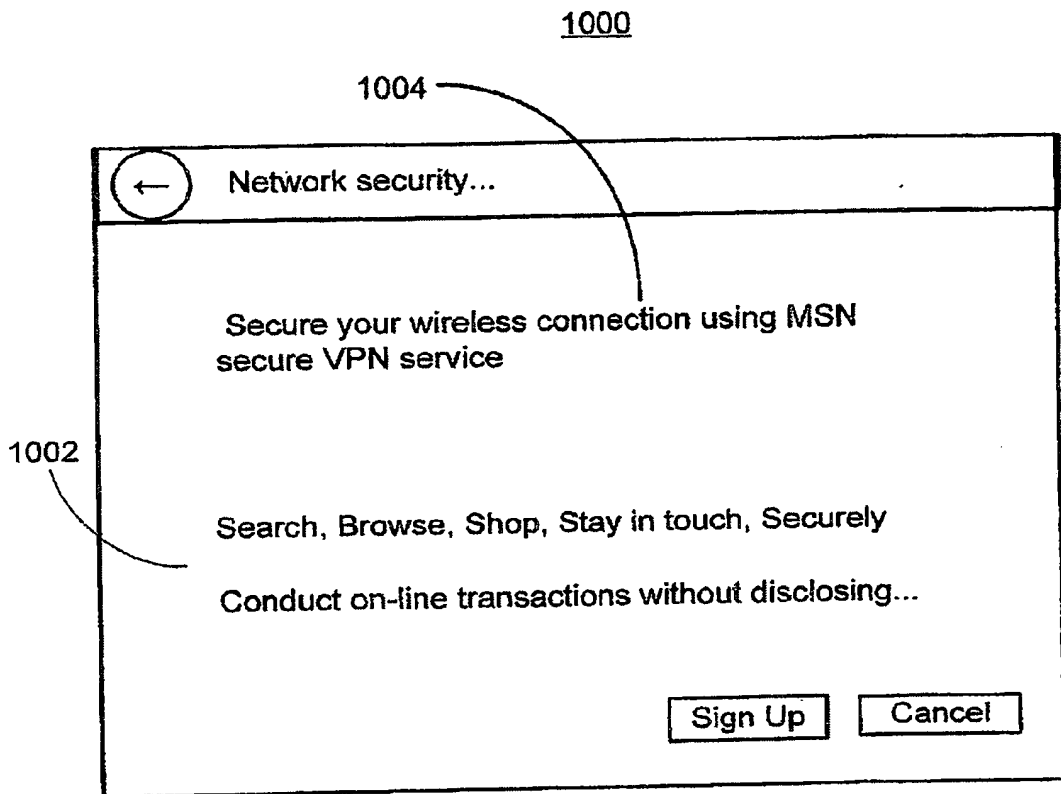 1000
1004
← Network security...
Secure your wireless connection using MSN
secure VPN service
1002
Search, Browse, Shop, Stay in touch, Securely
Conduct on-line transactions without disclosing...
Sign Up Cancel